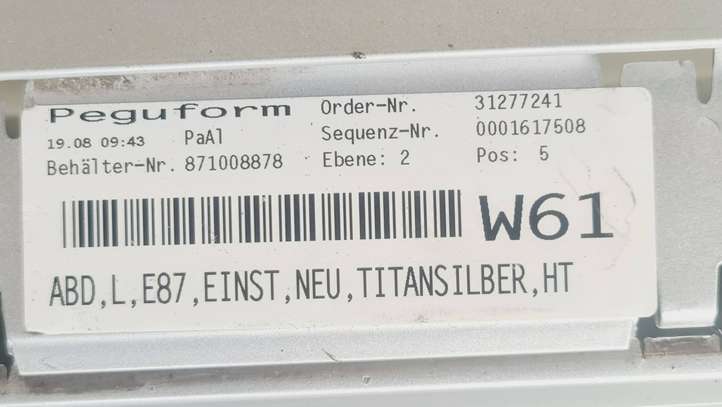 Peguform Order-Nr. 31277241
19.08 09:43 PaAl Sequenz-Nr. 0001617508
Behälter-Nr. 871008878 Ebene: 2 Pos: 5
W61
ABD,L,E87,EINST,NEU,TITANSILBER,HT